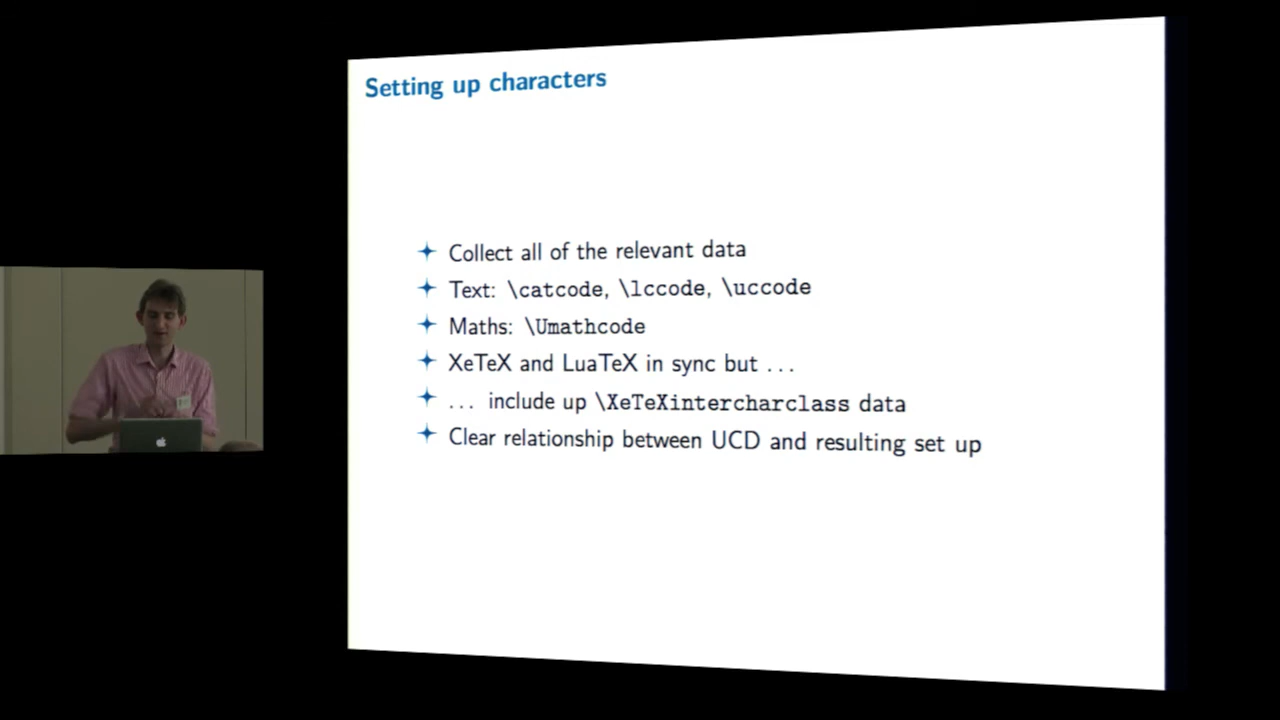 Setting up characters
Collect all of the relevant data
Text: \catcode, \lccode, \uccode
Maths: \Umathcode
XeTeX and LuaTeX in sync but ...
... include up \XeTeXintercharclass data
Clear relationship between UCD and resulting set up